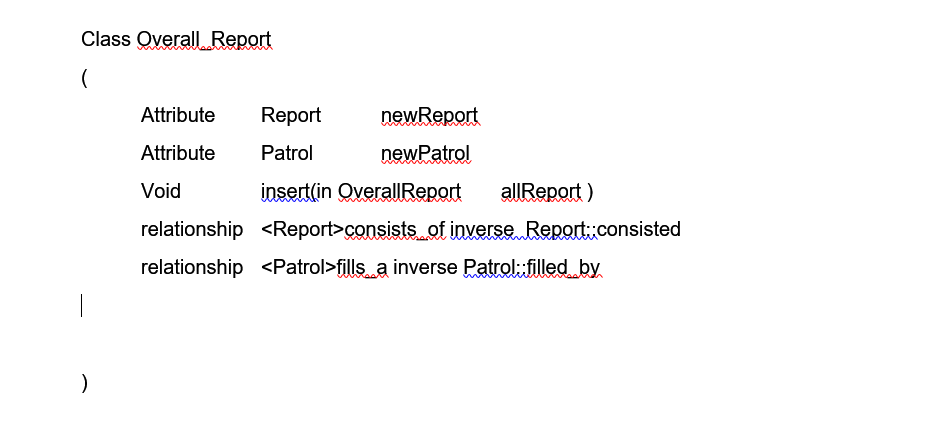 Class Overall_Report
(
Attribute Report newReport
Attribute Patrol newPatrol
Void insert(in OverallReport allReport )
relationship <Report>consists_of inverse Report::consisted
relationship <Patrol>fills_a inverse Patrol::filled_by
)